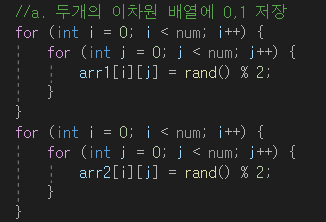 //a. 두개의 이차원 배열에 0,1 저장
for (int i = 0; i < num; i++) {
for (int j = 0; j < num; j++) {
arr1[i][j] = rand() % 2;
}
}
for (int i = 0; i < num; i++) {
for (int j = 0; j < num; j++) {
arr2[i][j] = rand() % 2;
}
}